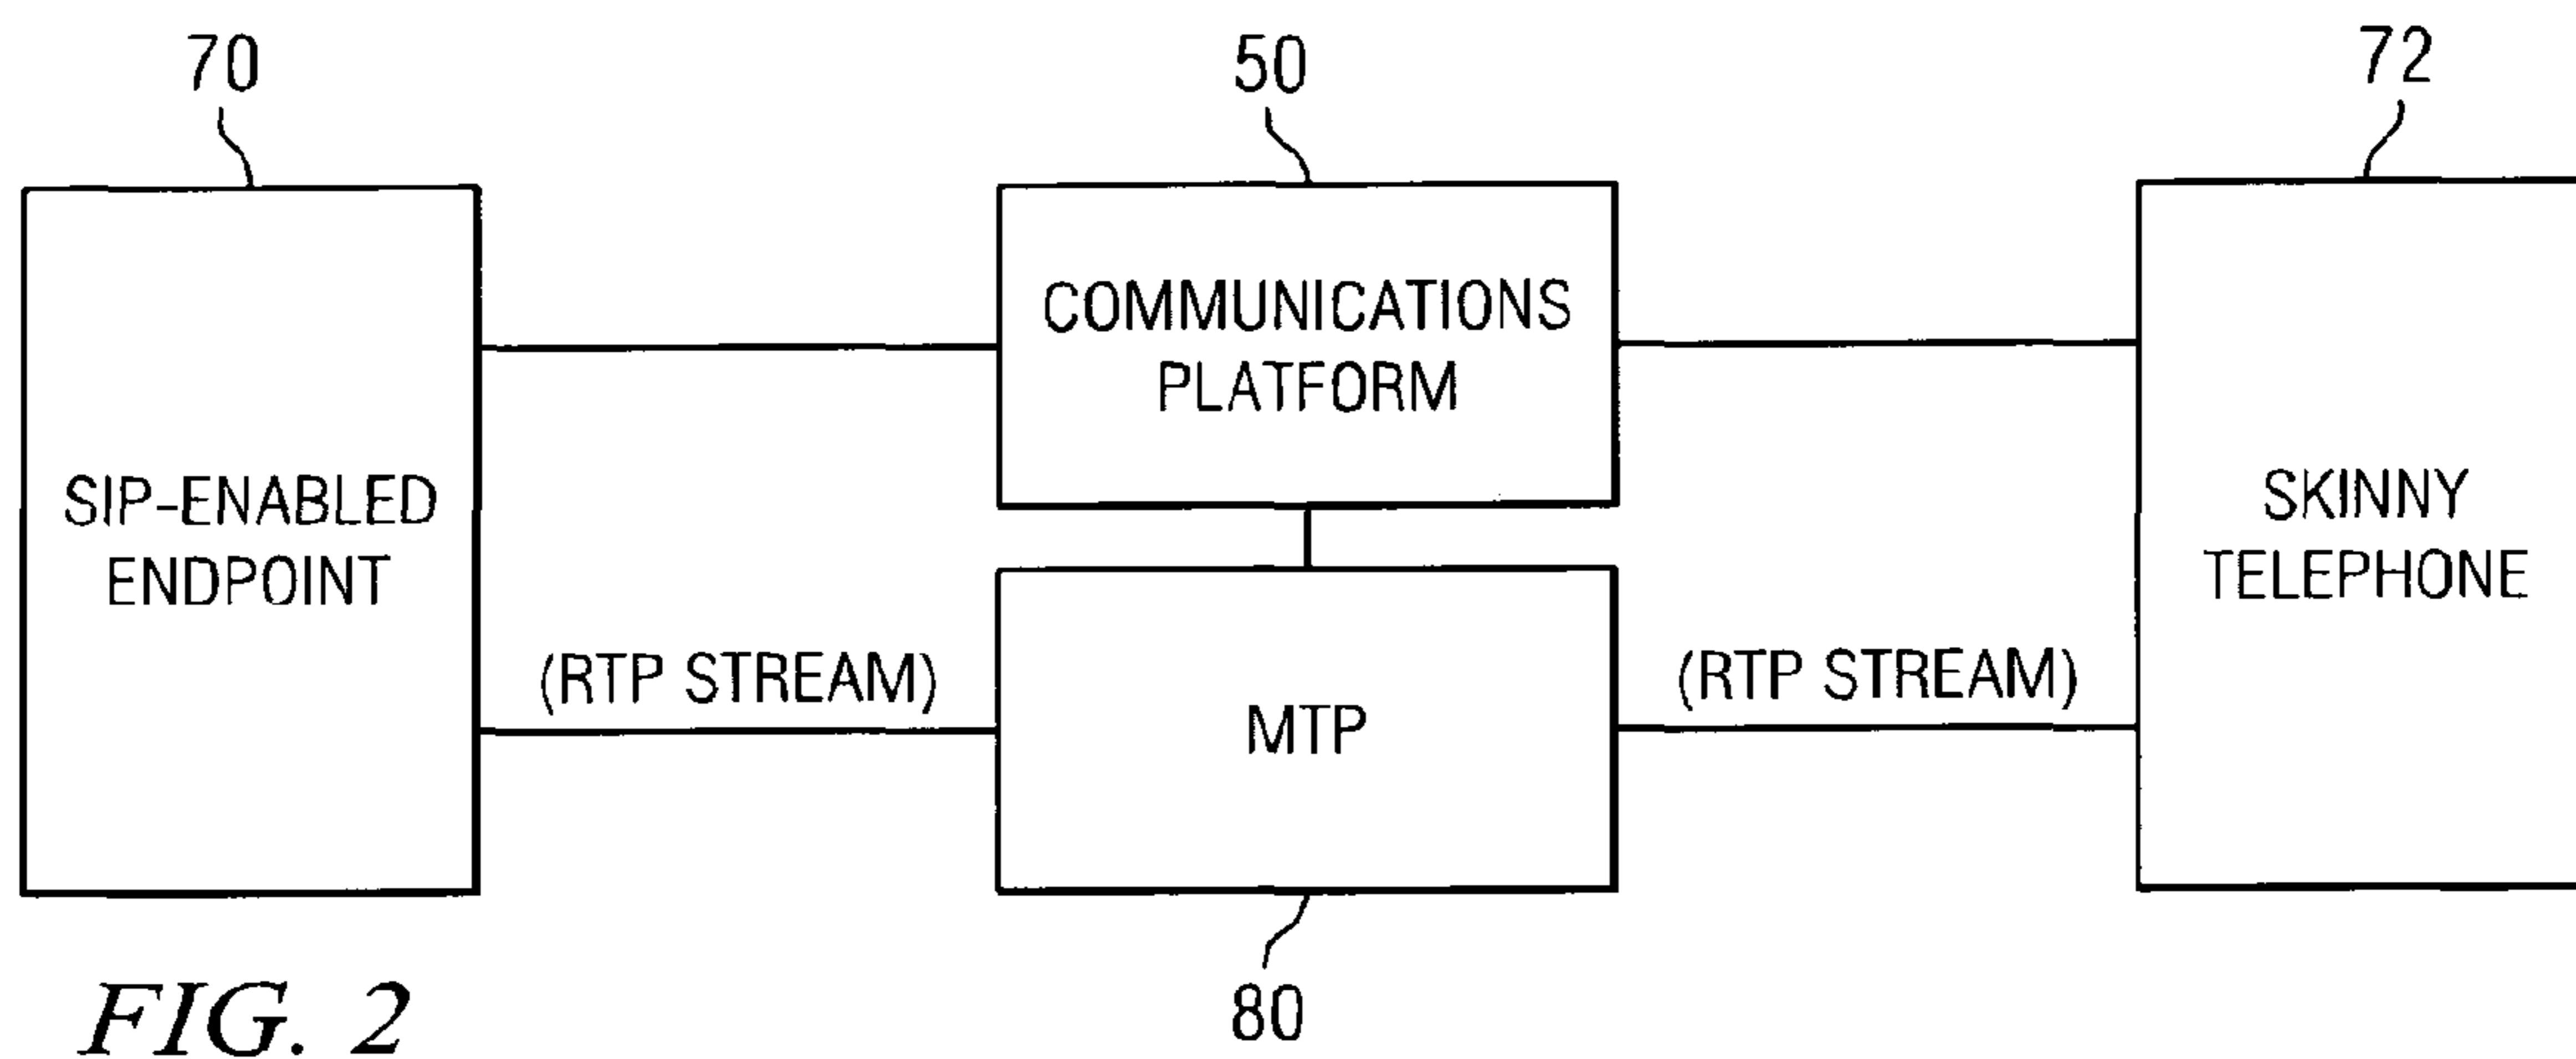 70
50
72
SIP-ENABLED
ENDPOINT
COMMUNICATIONS
PLATFORM
SKINNY
TELEPHONE
(RTP STREAM)
MTP
(RTP STREAM)
80
FIG. 2